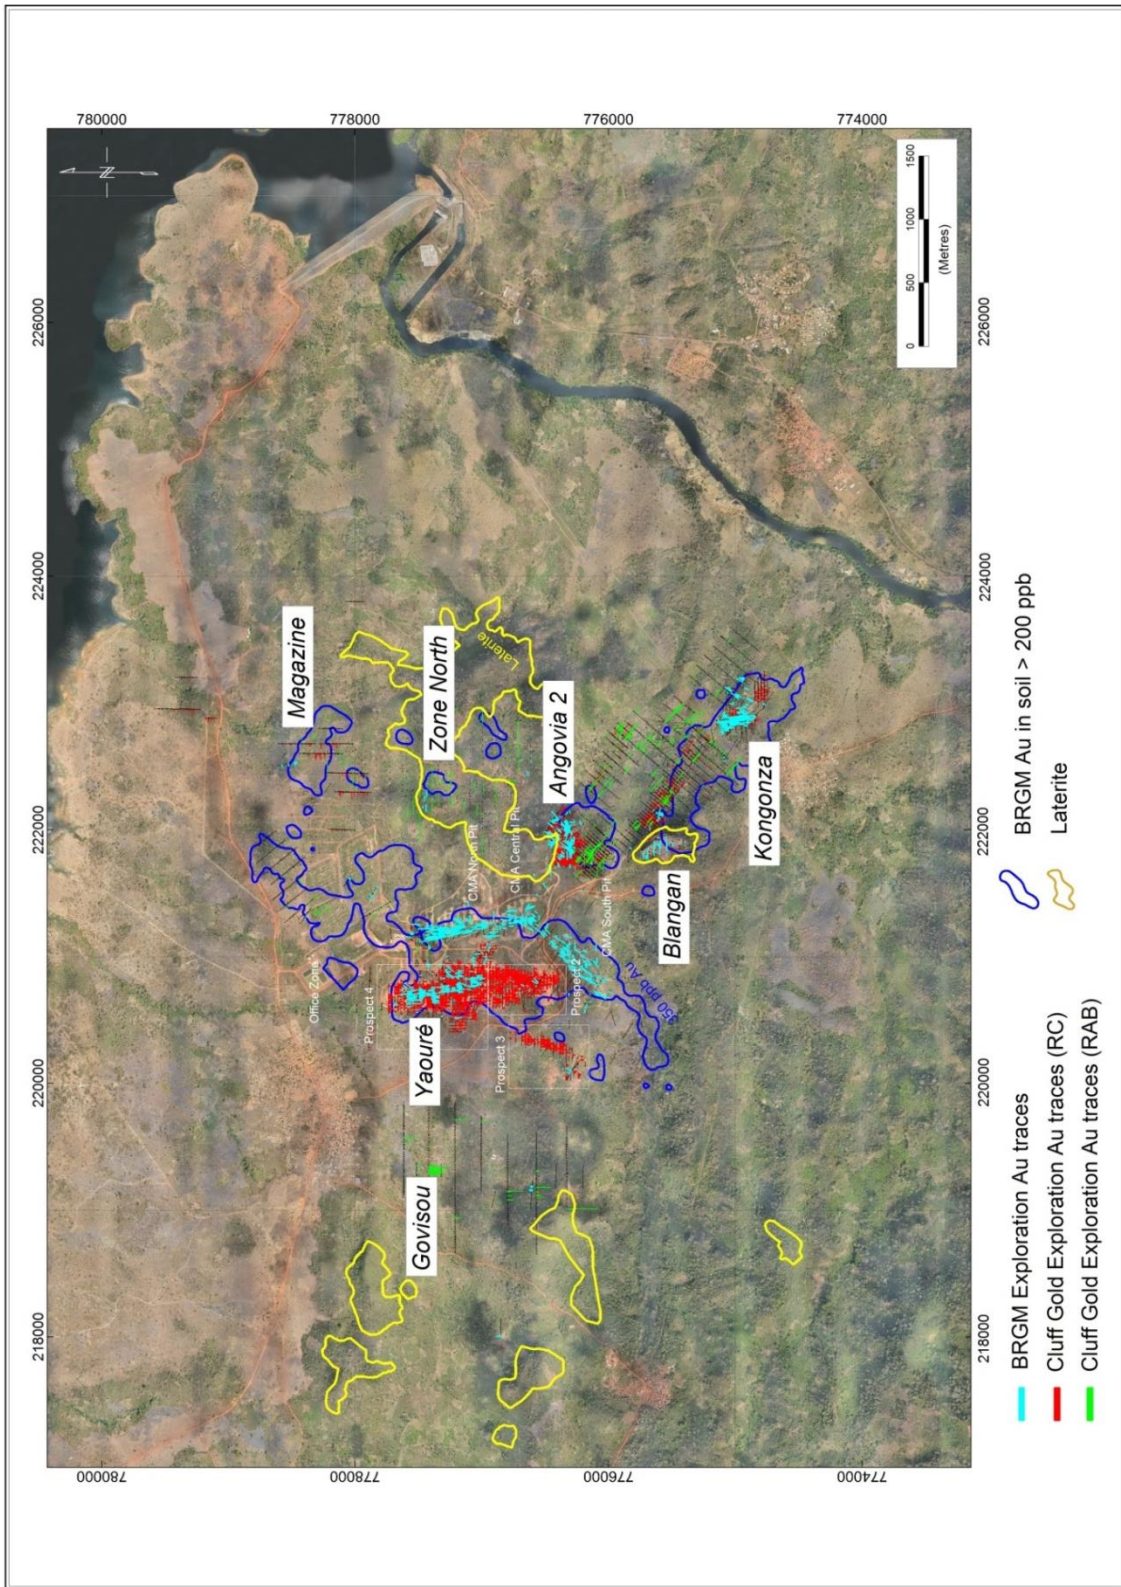 218000
220000
222000
224000
226000
780000
780000
N
778000
778000
776000
776000
774000
774000
Magazine
Zone North
Laterite
Angovia 2
Yaouré
Govisou
Kongonza
Blangan
Office Zone
Prospect 4
Prospect 3
Prospect 2
CMA North Pit
CMA Central Pit
CMA South Pit
350 ppb Au
0 500 1000 1500
(Metres)
218000
220000
222000
224000
226000
BRGM Exploration Au traces
Cluff Gold Exploration Au traces (RC)
Cluff Gold Exploration Au traces (RAB)
BRGM Au in soil > 200 ppb
Laterite